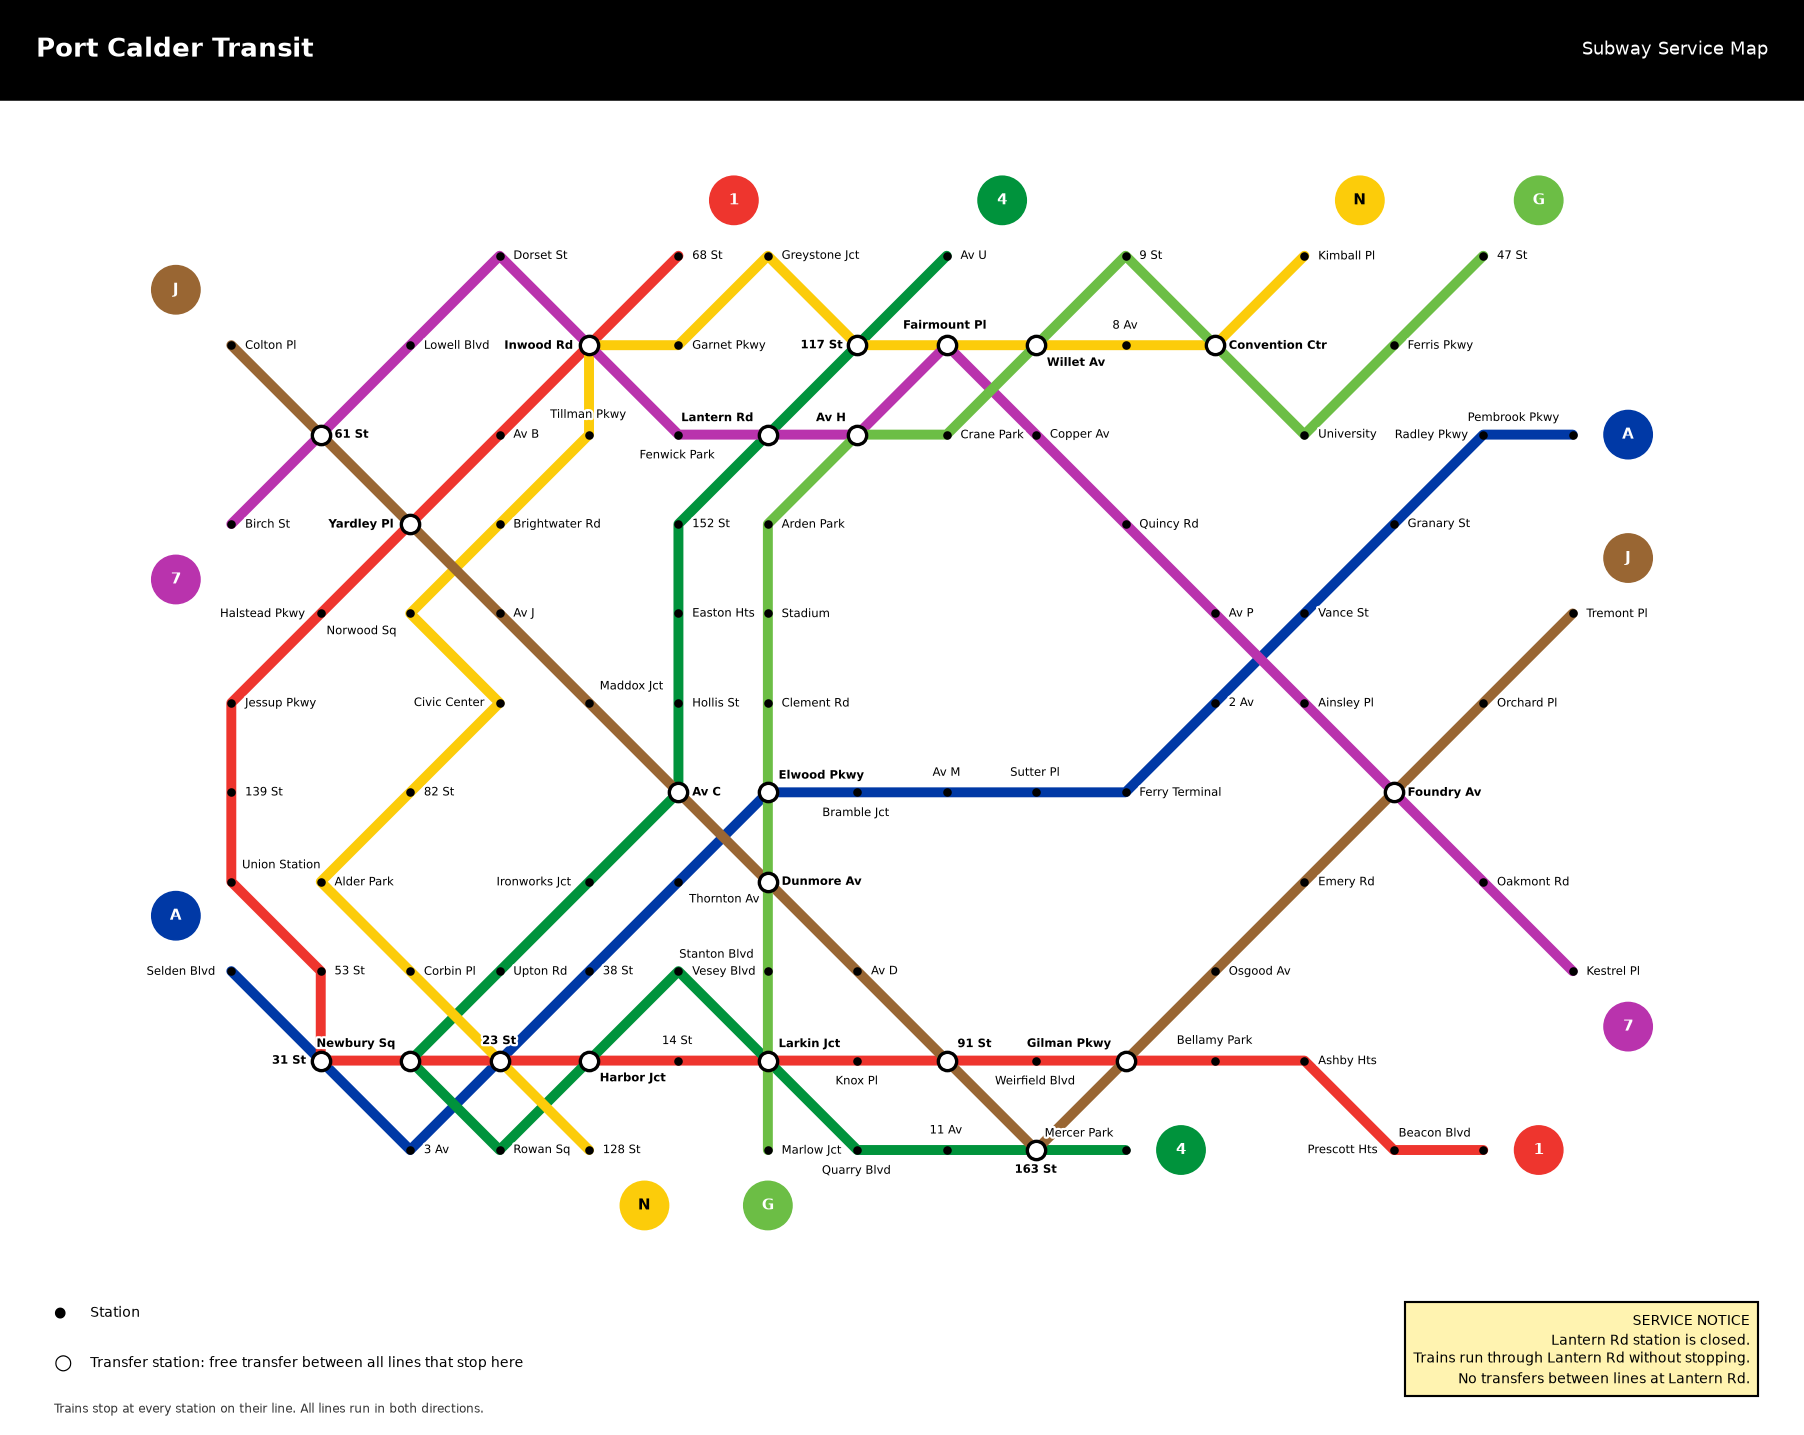 Port Calder Transit
Subway Service Map
1
4
N
G
Dorset St
68 St
Greystone Jct
Av U
9 St
Kimball Pl
47 St
J
Fairmount Pl
8 Av
Colton Pl
Lowell Blvd
Inwood Rd
Garnet Pkwy
117 St
Willet Av
Convention Ctr
Ferris Pkwy
Tillman Pkwy
Lantern Rd
Av H
Pembrook Pkwy
61 St
Av B
Fenwick Park
Crane Park
Copper Av
University
Radley Pkwy
A
Birch St
Yardley Pl
Brightwater Rd
152 St
Arden Park
Quincy Rd
Granary St
7
J
Halstead Pkwy
Norwood Sq
Av J
Easton Hts
Stadium
Av P
Vance St
Tremont Pl
Maddox Jct
Jessup Pkwy
Civic Center
Hollis St
Clement Rd
2 Av
Ainsley Pl
Orchard Pl
Elwood Pkwy
Av M
Sutter Pl
139 St
82 St
Av C
Bramble Jct
Ferry Terminal
Foundry Av
Union Station
Alder Park
Ironworks Jct
Thornton Av
Dunmore Av
Emery Rd
Oakmont Rd
A
Stanton Blvd
Selden Blvd
53 St
Corbin Pl
Upton Rd
38 St
Vesey Blvd
Av D
Osgood Av
Kestrel Pl
7
31 St
Newbury Sq
23 St
Harbor Jct
14 St
Larkin Jct
Knox Pl
91 St
Weirfield Blvd
Gilman Pkwy
Bellamy Park
Ashby Hts
3 Av
Rowan Sq
128 St
Marlow Jct
Quarry Blvd
11 Av
163 St
Mercer Park
4
Prescott Hts
Beacon Blvd
1
N
G
Station
Transfer station: free transfer between all lines that stop here
Trains stop at every station on their line. All lines run in both directions.
SERVICE NOTICE
Lantern Rd station is closed.
Trains run through Lantern Rd without stopping.
No transfers between lines at Lantern Rd.